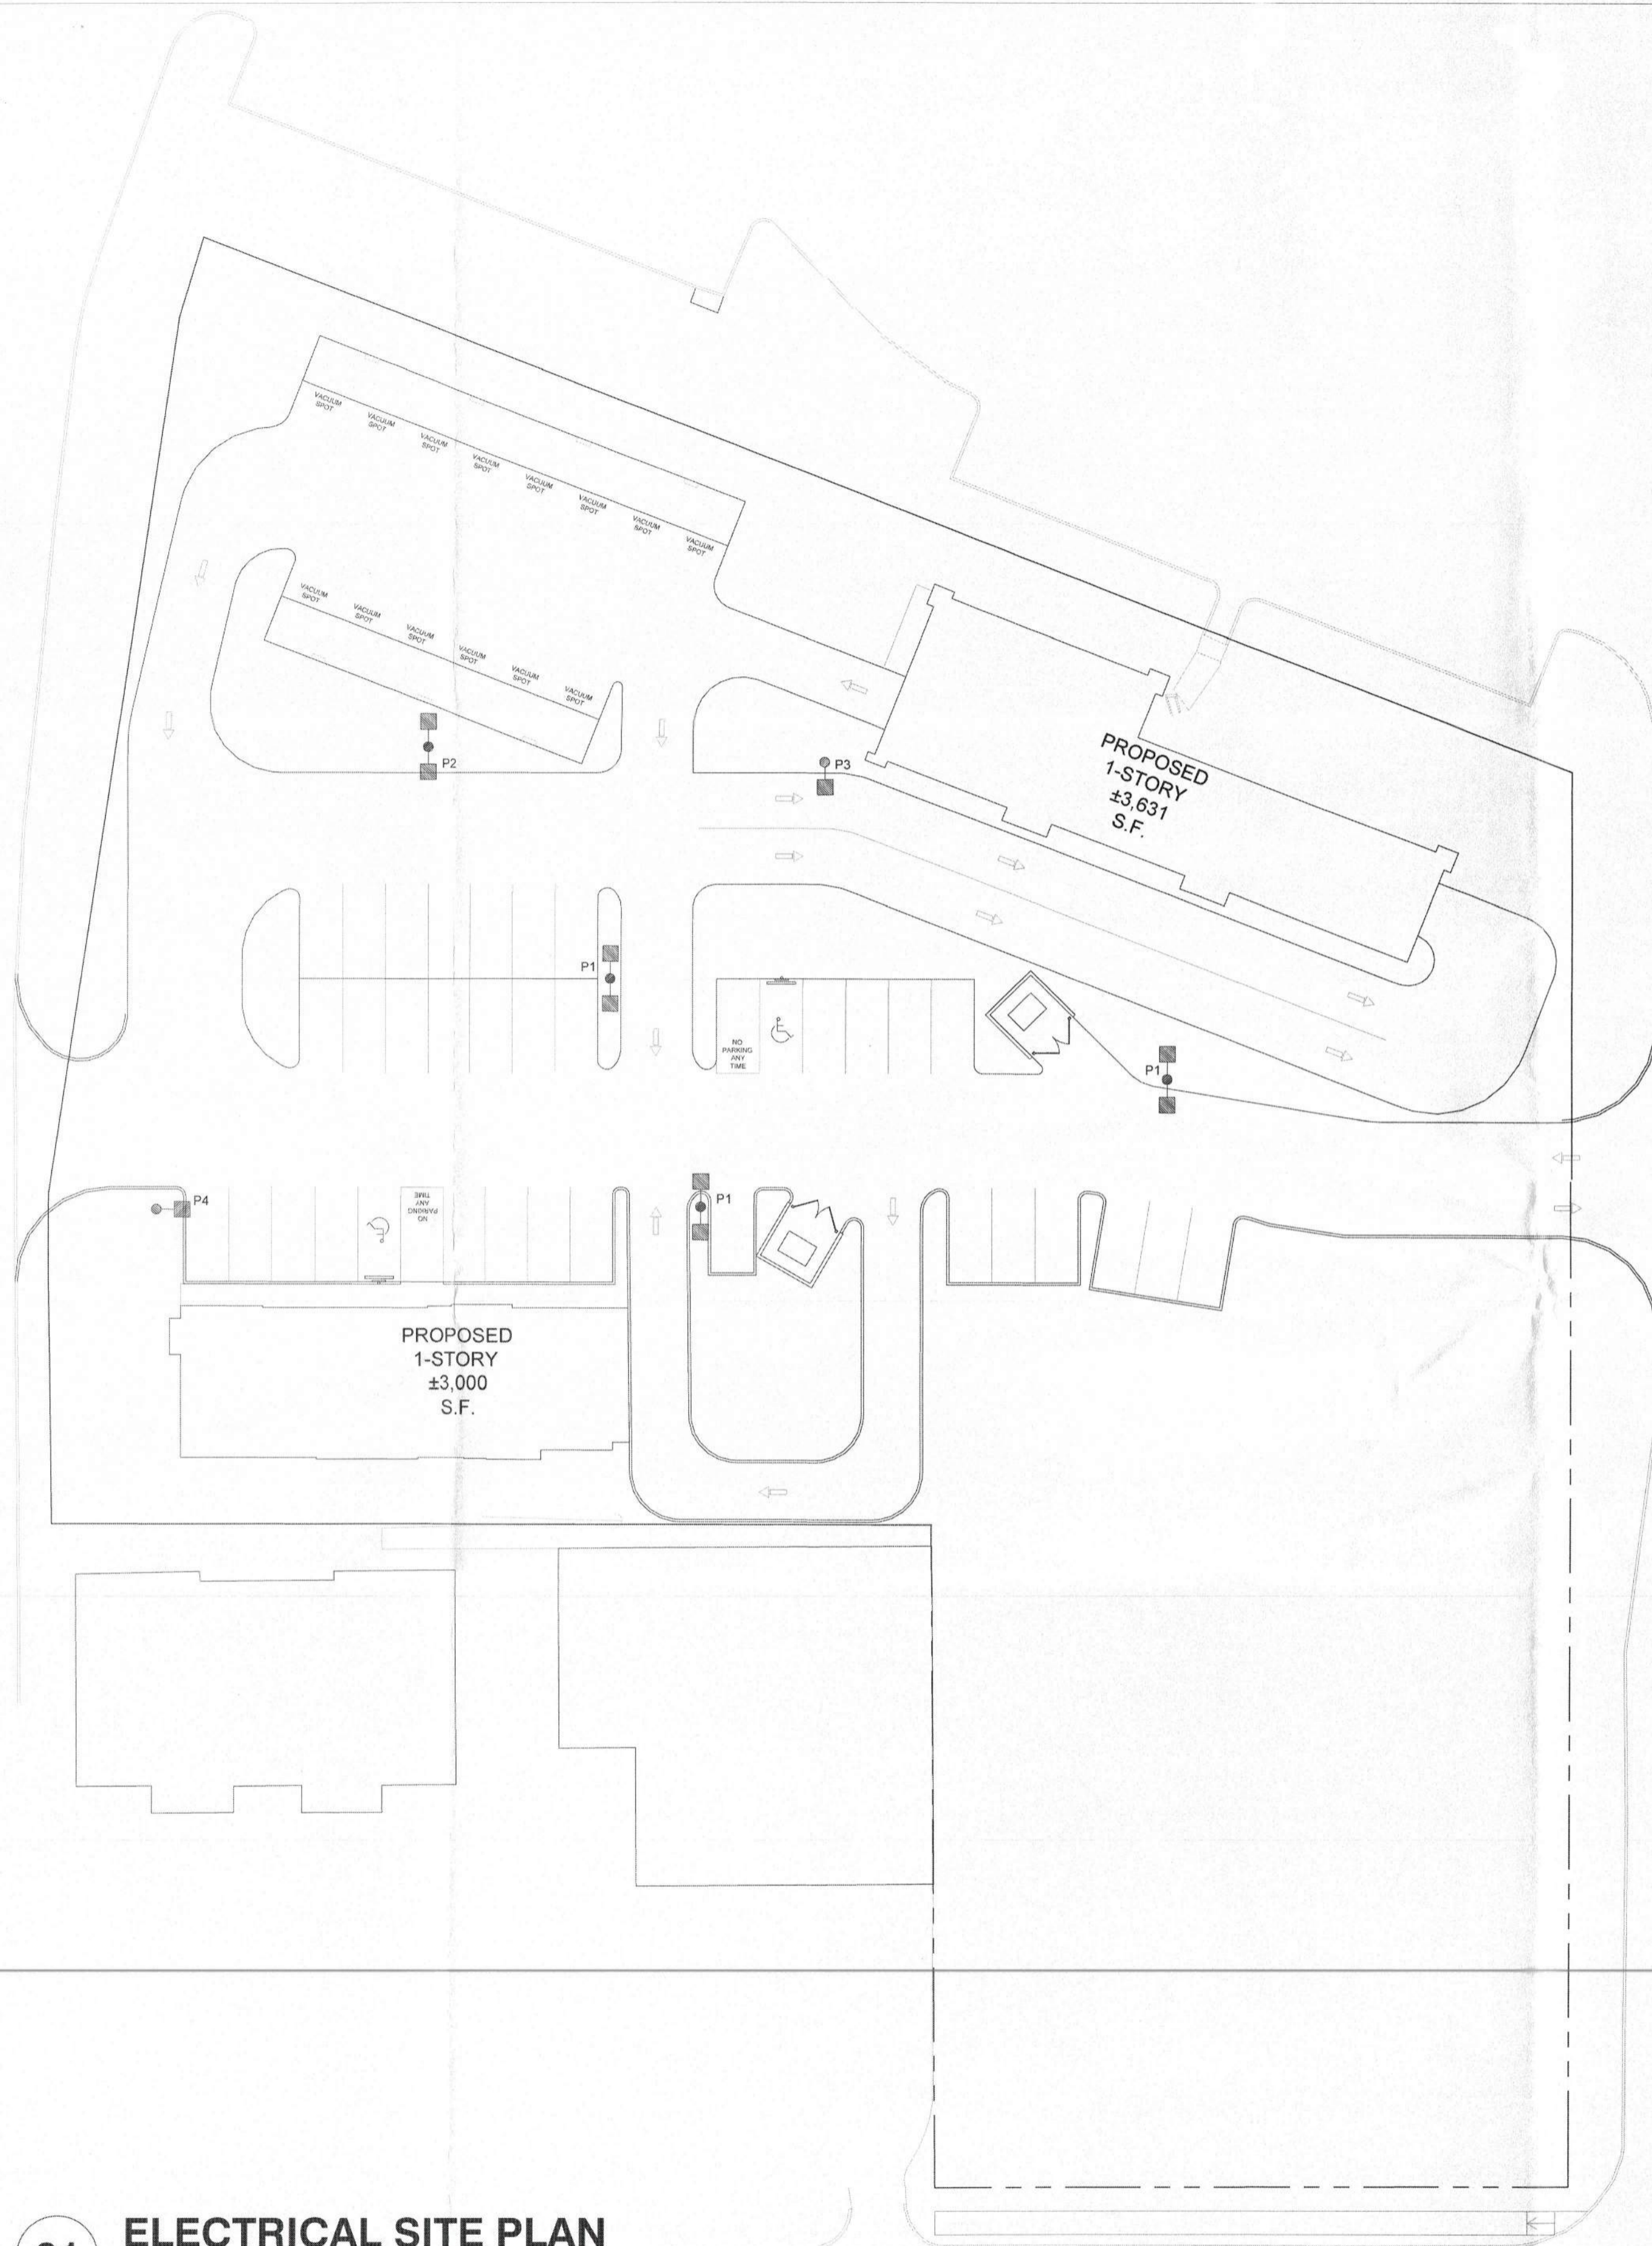 VACUUM
SPOT
VACUUM
SPOT
VACUUM
SPOT
VACUUM
SPOT
VACUUM
SPOT
VACUUM
SPOT
VACUUM
SPOT
VACUUM
SPOT
VACUUM
SPOT
VACUUM
SPOT
VACUUM
SPOT
VACUUM
SPOT
VACUUM
SPOT
VACUUM
SPOT
P2
P3
PROPOSED
1-STORY
±3,631
S.F.
P1
NO
PARKING
ANY
TIME
P1
P4
NO
PARKING
ANY
TIME
P1
PROPOSED
1-STORY
±3,000
S.F.
ELECTRICAL SITE PLAN